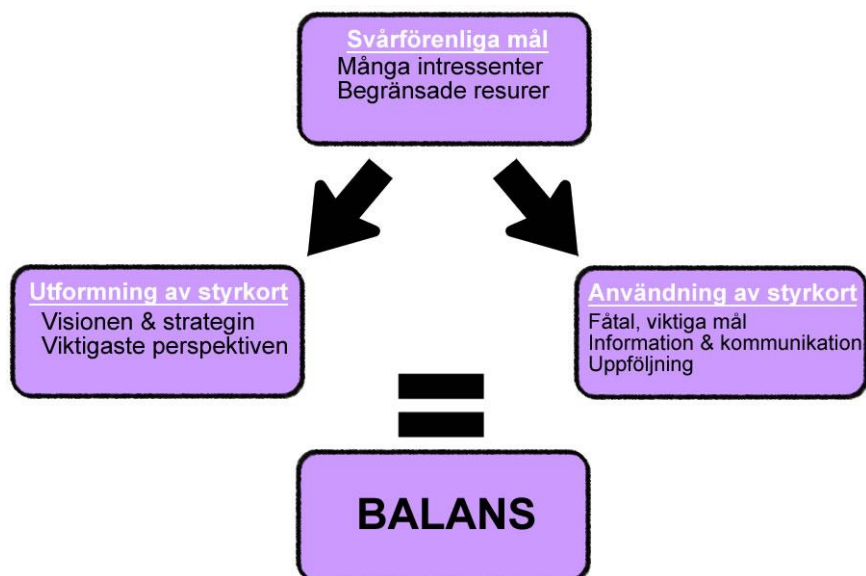 Svårförenliga mål
Många intressenter
Begränsade resurer
Utformning av styrkort
Visionen & strategin
Viktigaste perspektiven
Användning av styrkort
Fåtal, viktiga mål
Information & kommunikation
Uppföljning
BALANS